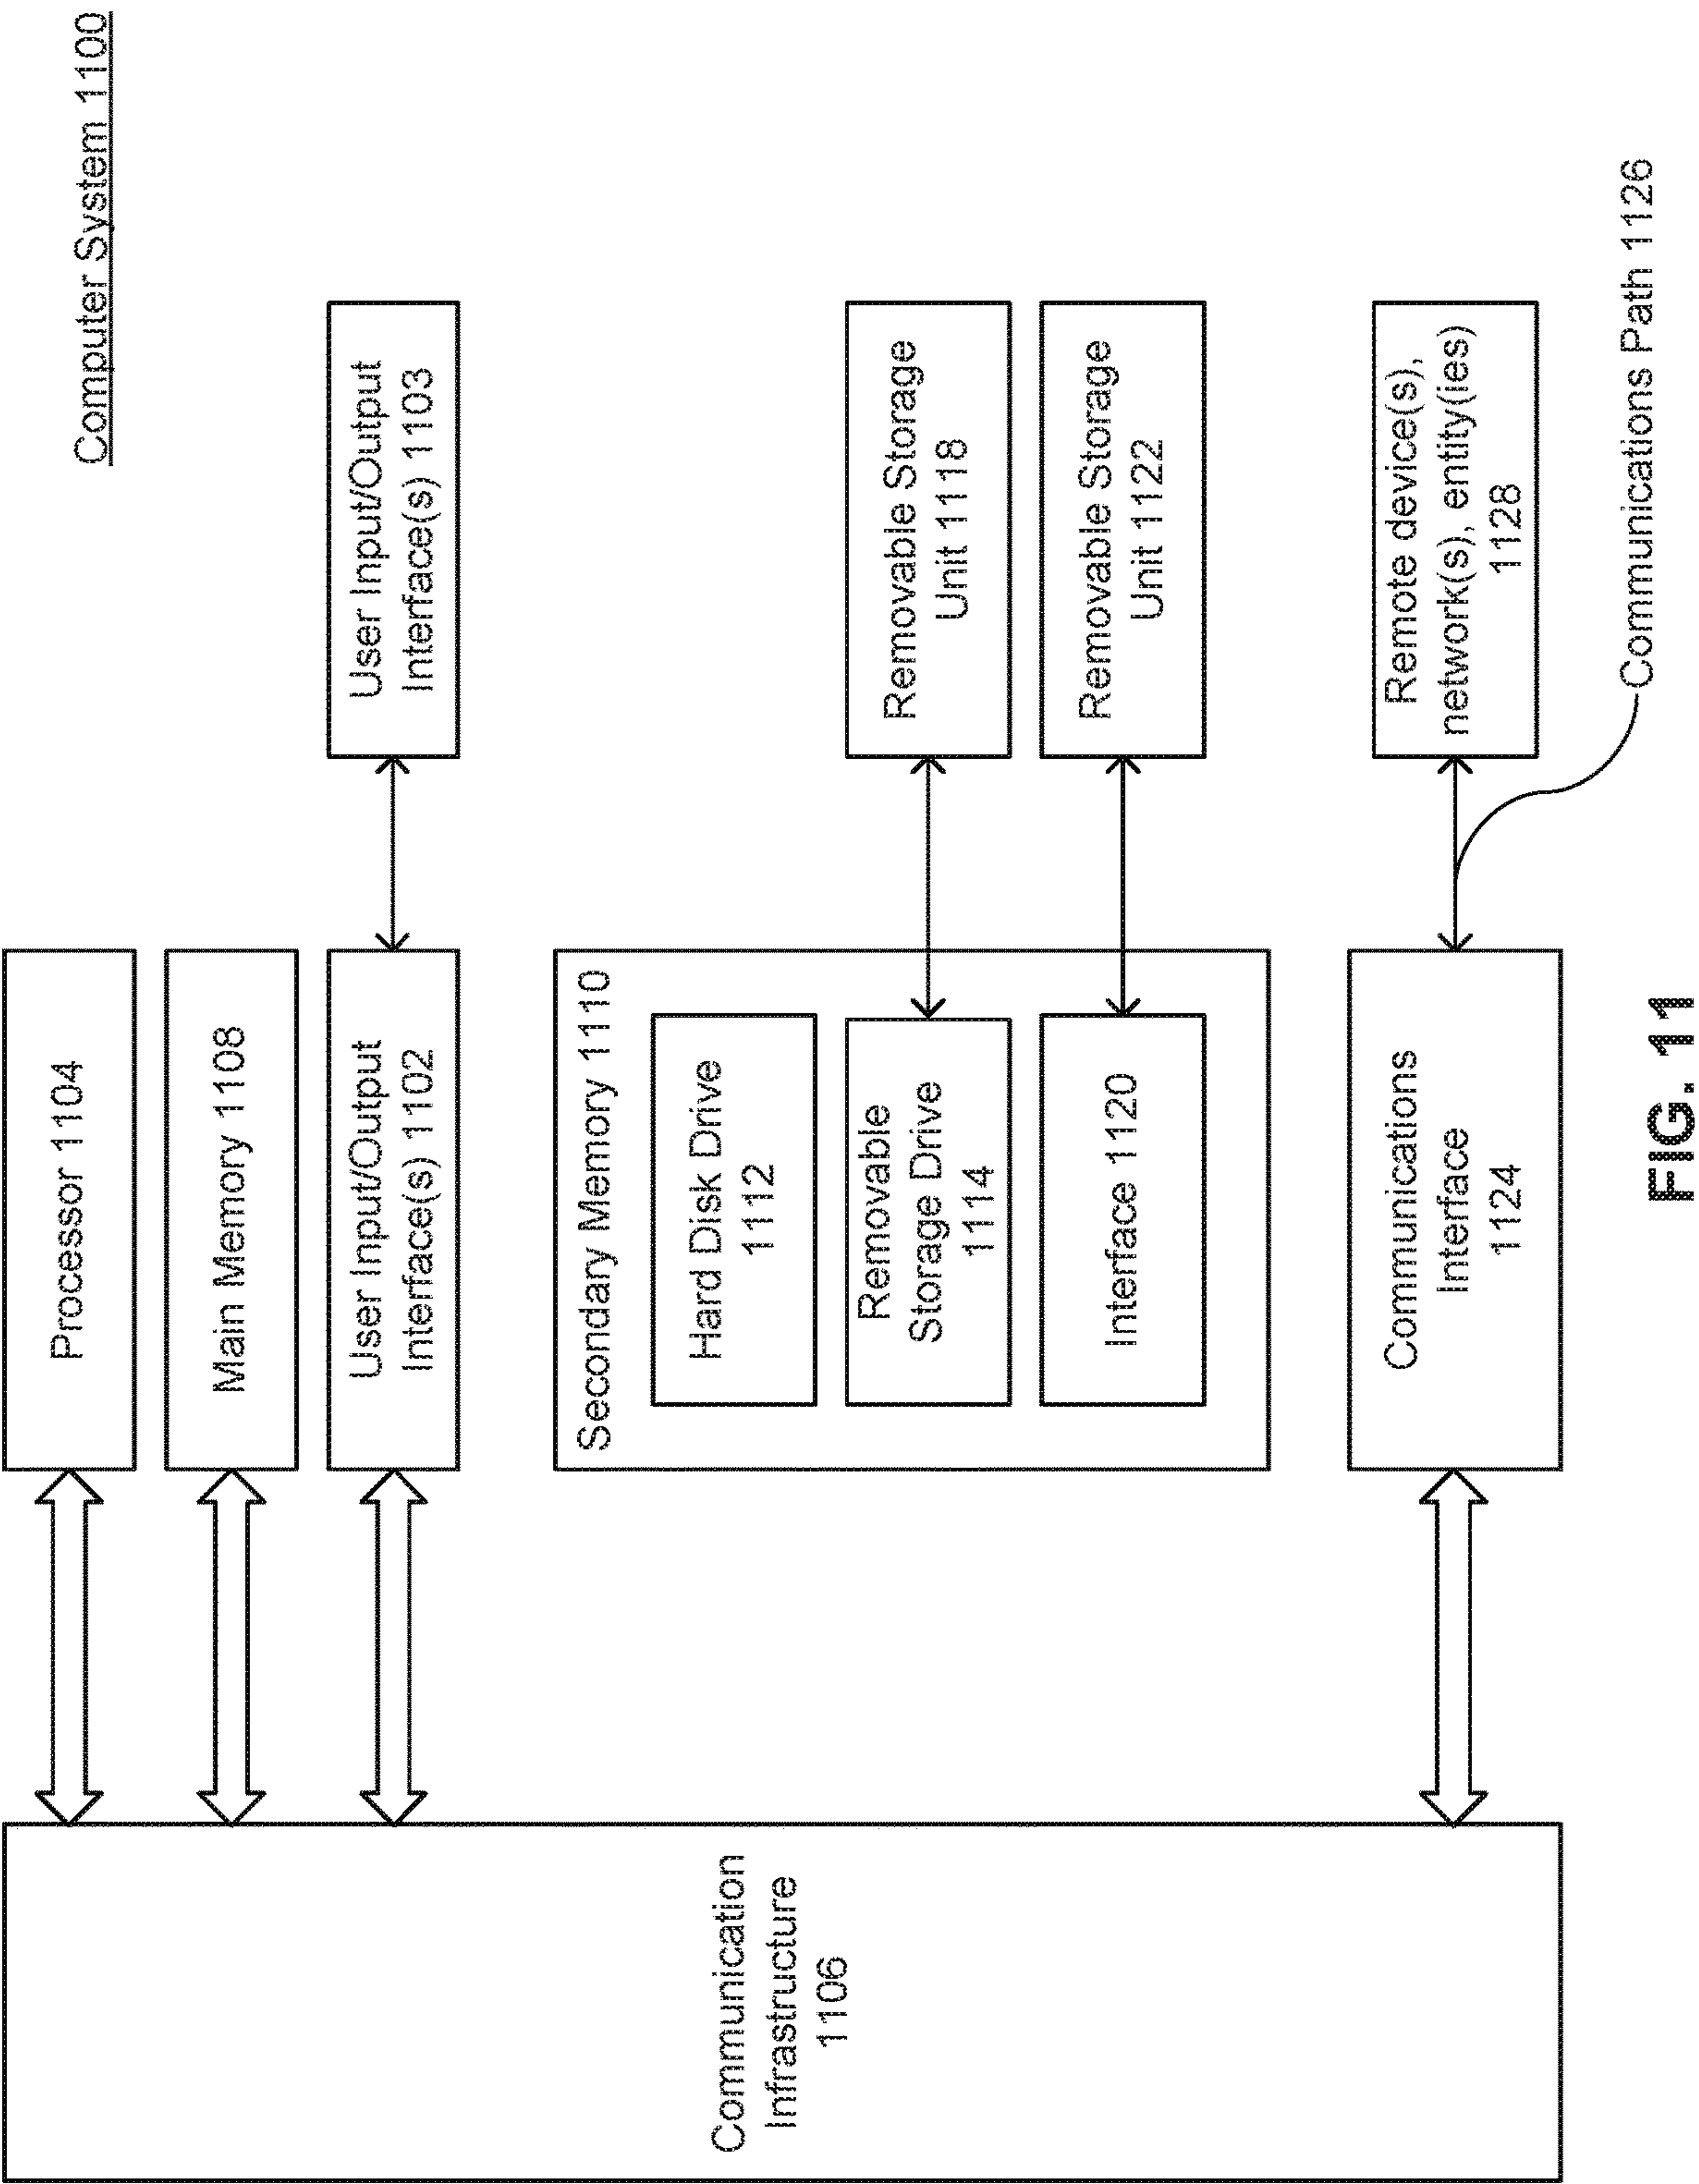 Computer System 1100
Processor 1104
Main Memory 1108
User Input/Output
Interface(s) 1102
User Input/Output
Interface(s) 1103
Communication
Infrastructure
1106
Secondary Memory 1110
Hard Disk Drive
1112
Removable
Storage Drive
1114
Removable Storage
Unit 1118
Interface 1120
Removable Storage
Unit 1122
Communications
Interface
1124
Remote device(s),
network(s), entity(ies)
1128
Communications Path 1126
FIG. 11